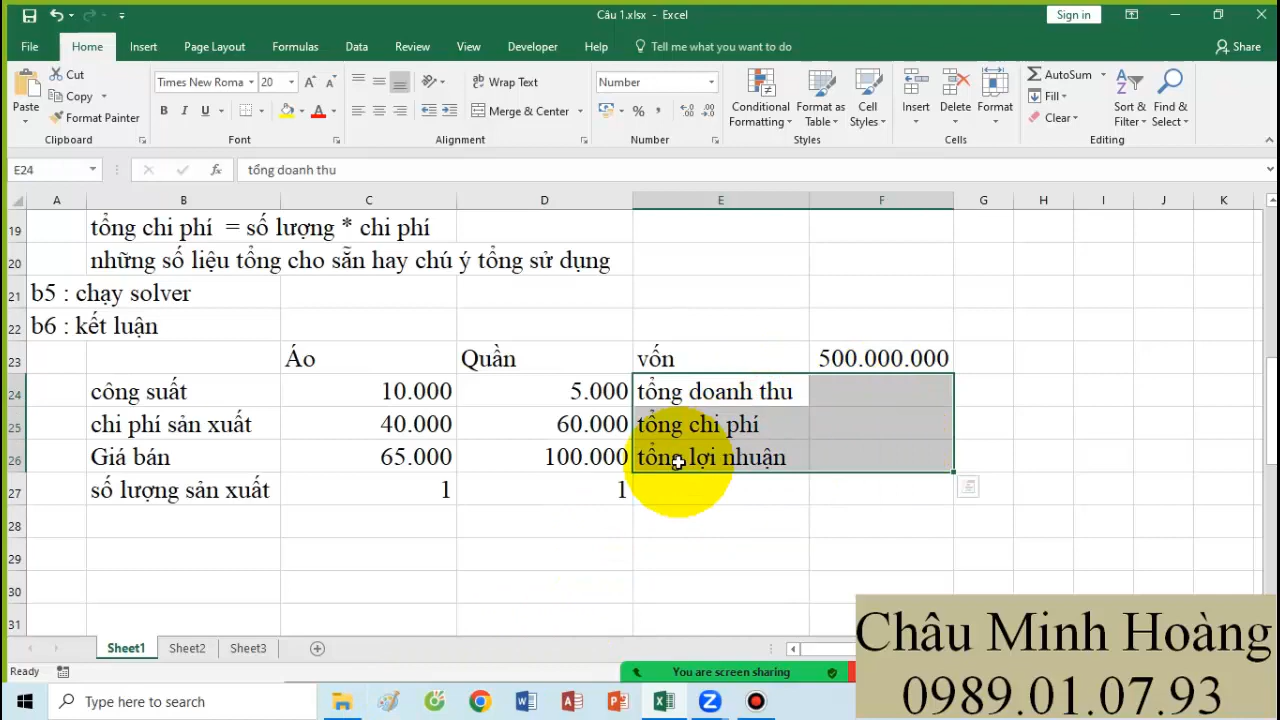 Câu 1.xlsx - Excel
Sign in
File Home Insert Page Layout Formulas Data Review View Developer Help Tell me what you want to do Share
Cut
Copy
Format Painter
Paste
Clipboard
Times New Roma 20
B I U
Font
Wrap Text
Merge & Center
Alignment
Number
%
Number
Conditional Formatting
Format as Table
Cell Styles
Styles
Insert Delete Format
Cells
AutoSum
Fill
Clear
Sort & Filter
Find & Select
Editing
E24 fx tổng doanh thu
A B C D E F G H I J K
19 tổng chi phí = số lượng * chi phí
20 những số liệu tổng cho sẵn hay chú ý tổng sử dụng
21 b5 : chạy solver
22 b6 : kết luận
23 Áo Quần vốn 500.000.000
24 công suất 10.000 5.000 tổng doanh thu
25 chi phí sản xuất 40.000 60.000 tổng chi phí
26 Giá bán 65.000 100.000 tổng lợi nhuận
27 số lượng sản xuất 1 1
28
29
30
31
Sheet1 Sheet2 Sheet3
Ready
You are screen sharing
Type here to search
Châu Minh Hoàng
0989.01.07.93